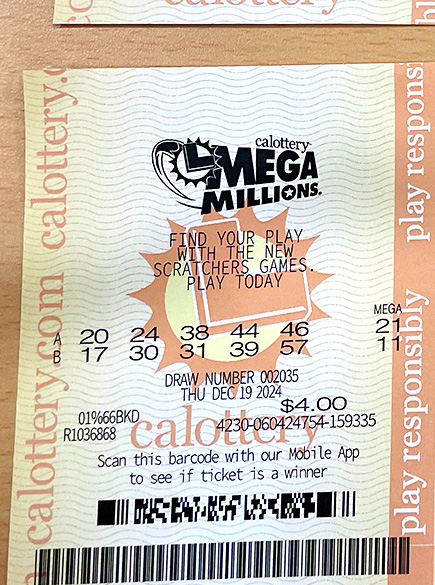 calottery
calottery
MEGA
MILLIONS®
FIND YOUR PLAY
WITH THE NEW
SCRATCHERS GAMES.
PLAY TODAY
MEGA
A 20 24 38 44 46 21
B 17 30 31 39 57 11
DRAW NUMBER 002035
THU DEC 19 2024
$4.00
01%66BKD
R1036868 4230-060424754-159335
calottery
Scan this barcode with our Mobile App
to see if ticket is a winner
calottery.com calottery.c
play responsibly play respons